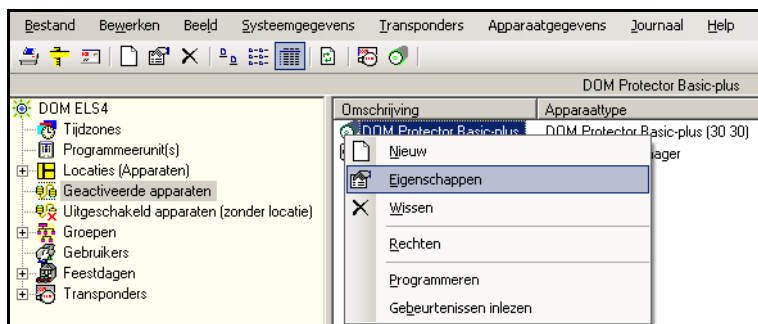 Bestand Bewerken Beeld Systeemgegevens Transponders Apparaatgegevens Journaal Help
DOM Protector Basic-plus
DOM ELS4
Tijdzones
Programmeerunit(s)
Locaties (Apparaten)
Geactiveerde apparaten
Uitgeschakeld apparaten (zonder locatie)
Groepen
Gebruikers
Feestdagen
Transponders
Omschrijving Apparaattype
DOM Protector Basic-plus DOM Protector Basic-plus (30 30)
Nieuw
Eigenschappen
Wissen
Rechten
Programmeren
Gebeurtenissen inlezen